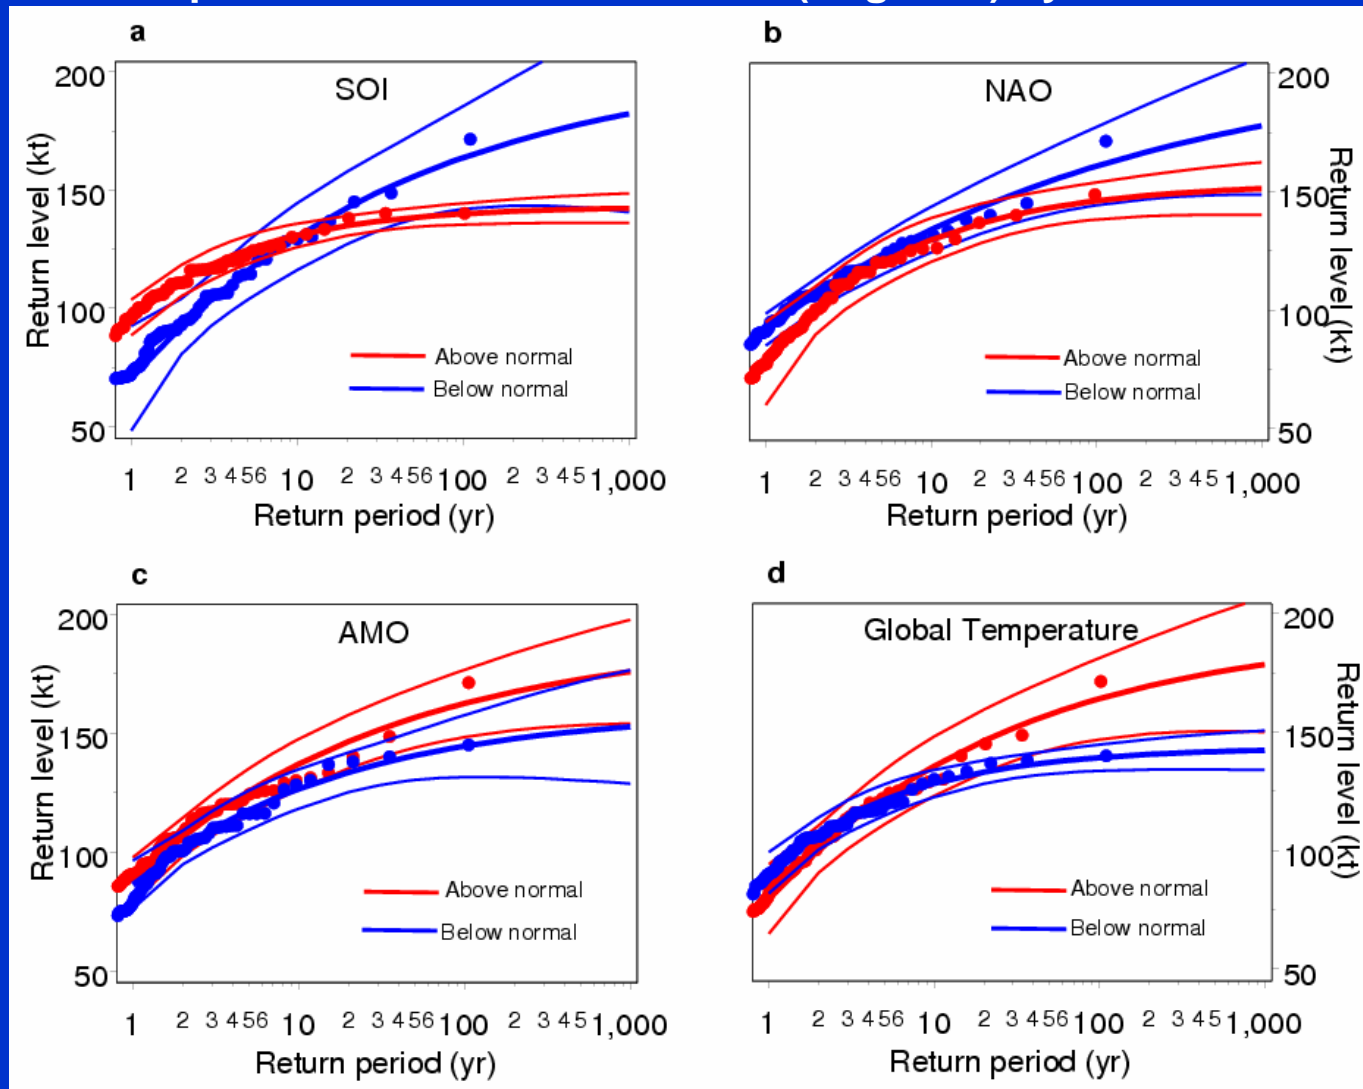 a
SOI
200
150
100
50
Return level (kt)
Above normal
Below normal
1 2 3 4 5 6 10 2 3 4 5 6 100 2 3 4 5 1,000
Return period (yr)
b
NAO
200
150
100
50
Return level (kt)
Above normal
Below normal
1 2 3 4 5 6 10 2 3 4 5 6 100 2 3 4 5 1,000
Return period (yr)
c
AMO
200
150
100
50
Return level (kt)
Above normal
Below normal
1 2 3 4 5 6 10 2 3 4 5 6 100 2 3 4 5 1,000
Return period (yr)
d
Global Temperature
200
150
100
50
Return level (kt)
Above normal
Below normal
1 2 3 4 5 6 10 2 3 4 5 6 100 2 3 4 5 1,000
Return period (yr)